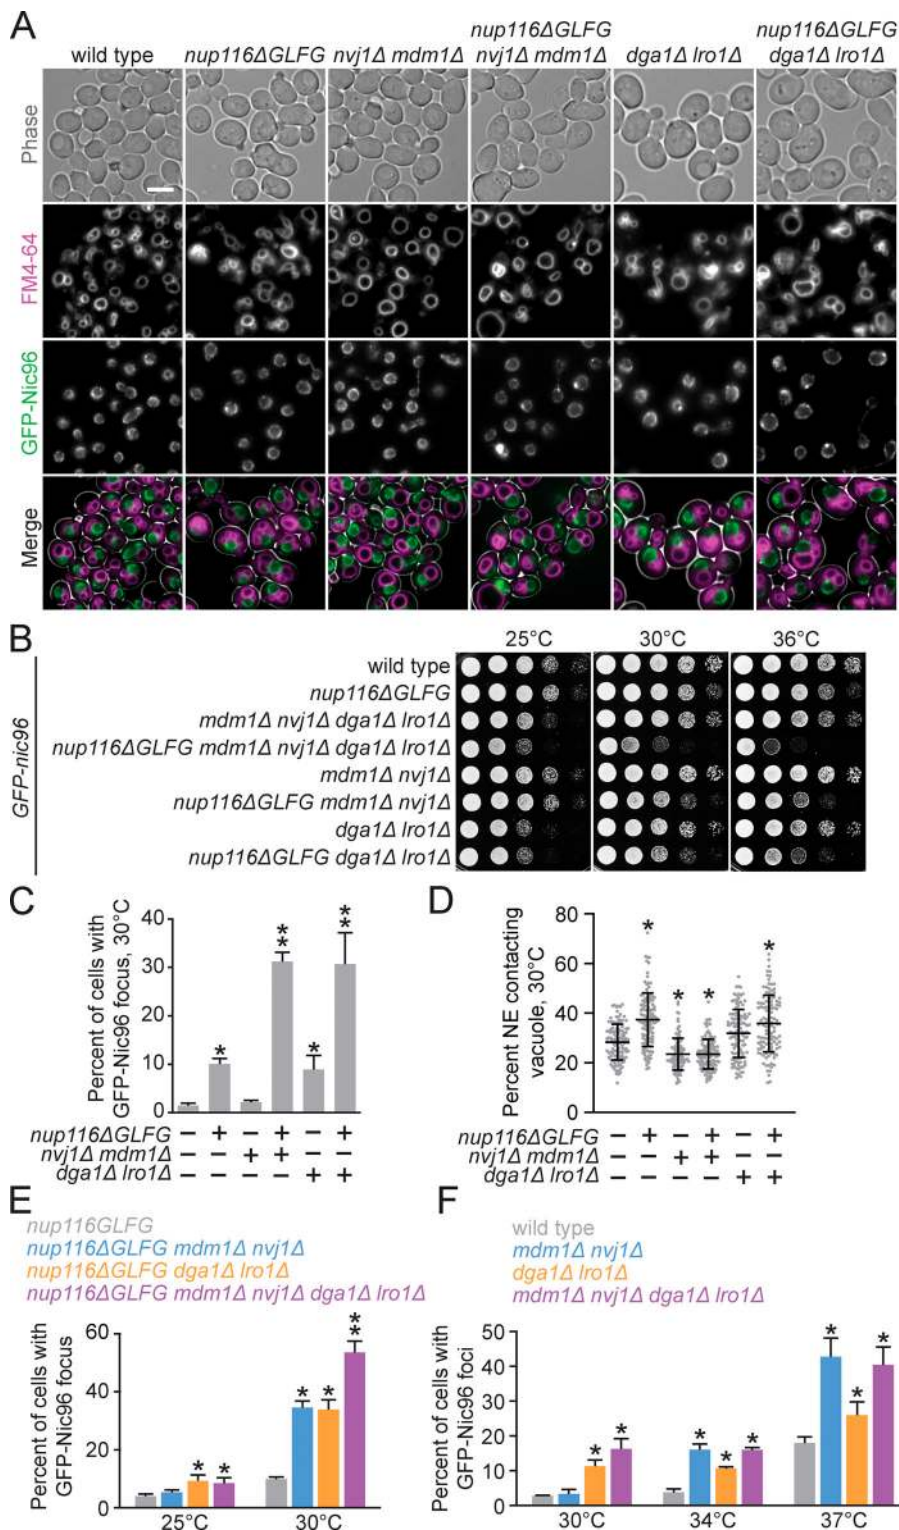 A
wild type
nup116ΔGLFG
nvj1Δ mdm1Δ
nup116ΔGLFG
nvj1Δ mdm1Δ
dga1Δ lro1Δ
nup116ΔGLFG
dga1Δ lro1Δ
Phase
FM4-64
GFP-Nic96
Merge
B
25°C
30°C
36°C
GFP-nic96
wild type
nup116ΔGLFG
mdm1Δ nvj1Δ dga1Δ lro1Δ
nup116ΔGLFG mdm1Δ nvj1Δ dga1Δ lro1Δ
mdm1Δ nvj1Δ
nup116ΔGLFG mdm1Δ nvj1Δ
dga1Δ lro1Δ
nup116ΔGLFG dga1Δ lro1Δ
C
Percent of cells with
GFP-Nic96 focus, 30°C
40
30
20
10
0
*
**
*
**
nup116ΔGLFG − + − + − +
nvj1Δ mdm1Δ − − + + − −
dga1Δ lro1Δ − − − − + +
D
Percent NE contacting
vacuole, 30°C
80
60
40
20
0
*
*
*
*
nup116ΔGLFG − + − + − +
nvj1Δ mdm1Δ − − + + − −
dga1Δ lro1Δ − − − − + +
E
nup116GLFG
nup116ΔGLFG mdm1Δ nvj1Δ
nup116ΔGLFG dga1Δ lro1Δ
nup116ΔGLFG mdm1Δ nvj1Δ dga1Δ lro1Δ
Percent of cells with
GFP-Nic96 focus
60
40
20
0
* *
* * **
25°C 30°C
F
wild type
mdm1Δ nvj1Δ
dga1Δ lro1Δ
mdm1Δ nvj1Δ dga1Δ lro1Δ
Percent of cells with
GFP-Nic96 foci
50
40
30
20
10
0
* *
* * *
* * *
30°C 34°C 37°C